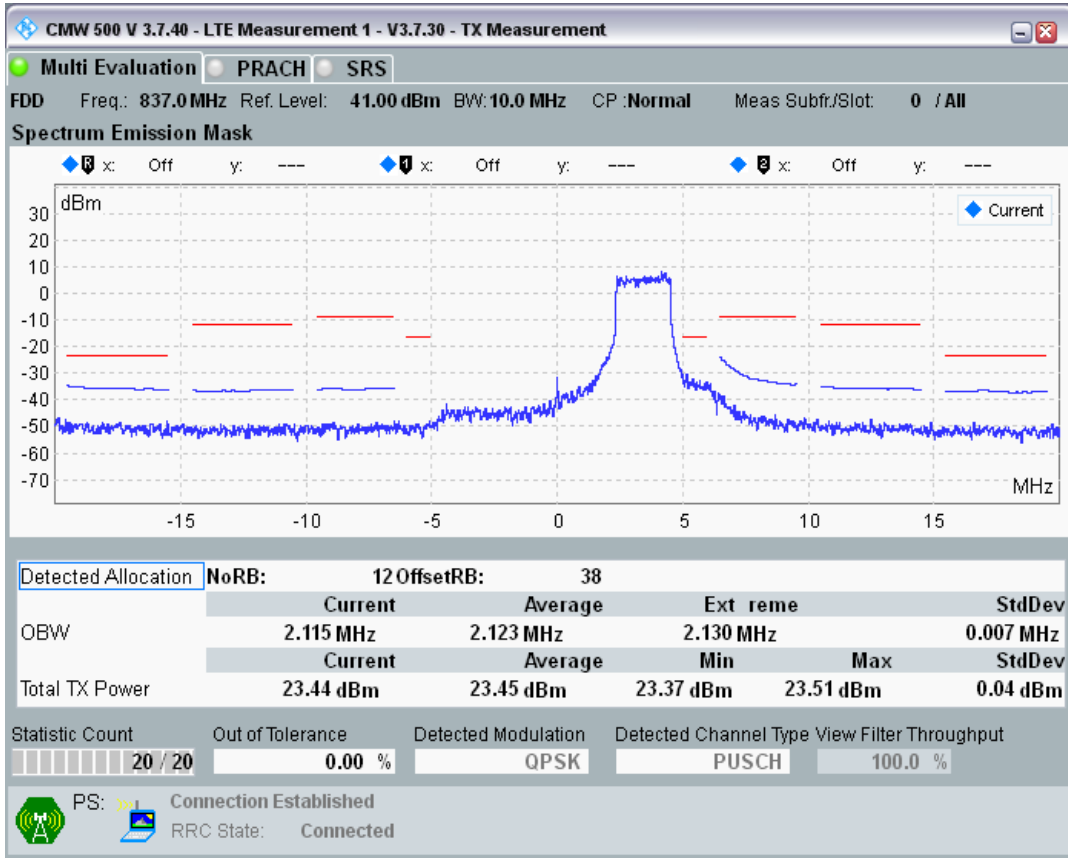 CMW 500 V 3.7.40 - LTE Measurement 1 - V3.7.30 - TX Measurement
Multi Evaluation PRACH SRS
FDD Freq.: 837.0 MHz Ref. Level: 41.00 dBm BW: 10.0 MHz CP :Normal Meas Subfr./Slot: 0 / All
Spectrum Emission Mask
R x: Off y: --- 1 x: Off y: --- 2 x: Off y: ---
dBm
Current
30
20
10
0
-10
-20
-30
-40
-50
-60
-70
MHz
-15 -10 -5 0 5 10 15
Detected Allocation NoRB: 12 OffsetRB: 38
Current Average Ext reme StdDev
OBW 2.115 MHz 2.123 MHz 2.130 MHz 0.007 MHz
Current Average Min Max StdDev
Total TX Power 23.44 dBm 23.45 dBm 23.37 dBm 23.51 dBm 0.04 dBm
Statistic Count Out of Tolerance Detected Modulation Detected Channel Type View Filter Throughput
20 / 20 0.00 % QPSK PUSCH 100.0 %
PS: Connection Established
RRC State: Connected